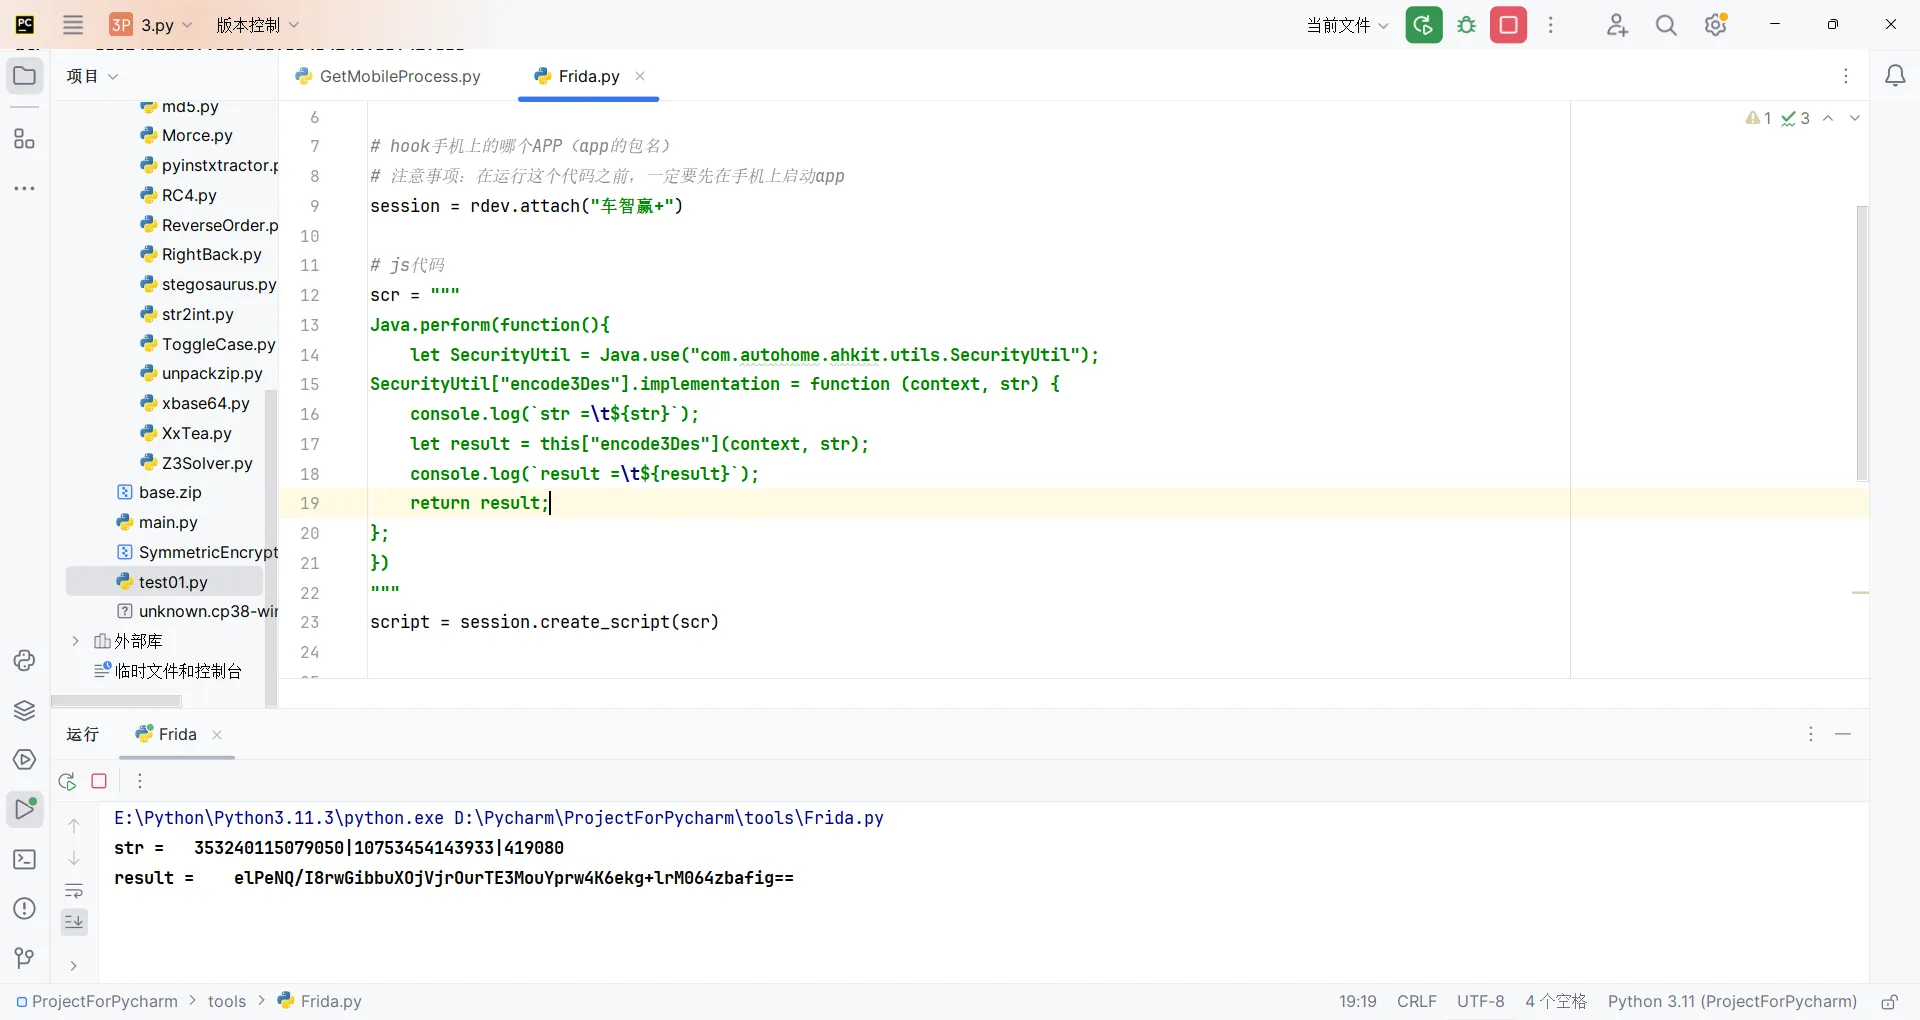 PC
3P 3.py
版本控制
当前文件
项目
GetMobileProcess.py
Frida.py
md5.py
Morce.py
pyinstxtractor.p
RC4.py
ReverseOrder.p
RightBack.py
stegosaurus.py
str2int.py
ToggleCase.py
unpackzip.py
xbase64.py
XxTea.py
Z3Solver.py
base.zip
main.py
SymmetricEncrypt
test01.py
unknown.cp38-wir
外部库
临时文件和控制台
1 3
6
7 # hook手机上的哪个APP（app的包名）
8 # 注意事项：在运行这个代码之前，一定要先在手机上启动app
9 session = rdev.attach("车智赢+")
10
11 # js代码
12 scr = """
13 Java.perform(function(){
14 let SecurityUtil = Java.use("com.autohome.ahkit.utils.SecurityUtil");
15 SecurityUtil["encode3Des"].implementation = function (context, str) {
16 console.log(`str =\t${str}`);
17 let result = this["encode3Des"](context, str);
18 console.log(`result =\t${result}`);
19 return result;
20 };
21 })
22 """
23 script = session.create_script(scr)
24
运行
Frida
E:\Python\Python3.11.3\python.exe D:\Pycharm\ProjectForPycharm\tools\Frida.py
str = 353240115079050|10753454143933|419080
result = elPeNQ/I8rwGibbuXOjVjrOurTE3MouYprw4K6ekg+lrM064zbafig==
ProjectForPycharm > tools > Frida.py
19:19 CRLF UTF-8 4 个空格 Python 3.11 (ProjectForPycharm)